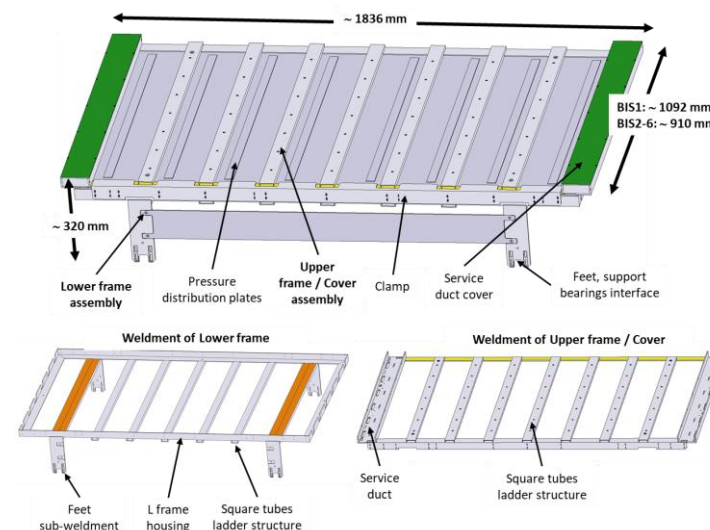 ~ 1836 mm
BIS1: ~ 1092 mm
BIS2-6: ~ 910 mm
~ 320 mm
Lower frame
assembly
Pressure
distribution plates
Upper
frame / Cover
assembly
Clamp
Service
duct cover
Feet, support
bearings interface
Weldment of Lower frame
Weldment of Upper frame / Cover
Feet
sub-weldment
L frame
housing
Square tubes
ladder structure
Service
duct
Square tubes
ladder structure